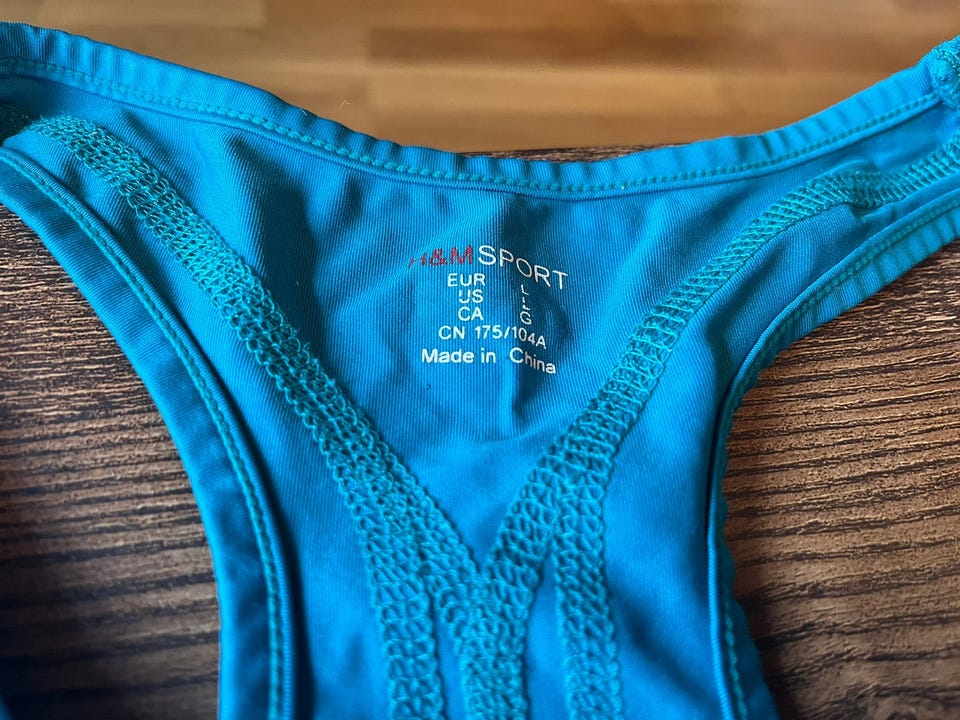 H&M SPORT
EUR L
US L
CA G
CN 175/104A
Made in China